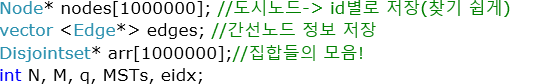 Node* nodes[1000000]; //도시노드-> id별로 저장(찾기 쉽게)
vector <Edge*> edges; //간선노드 정보 저장
Disjointset* arr[1000000];//집합들의 모음!
int N, M, q, MSTs, eidx;